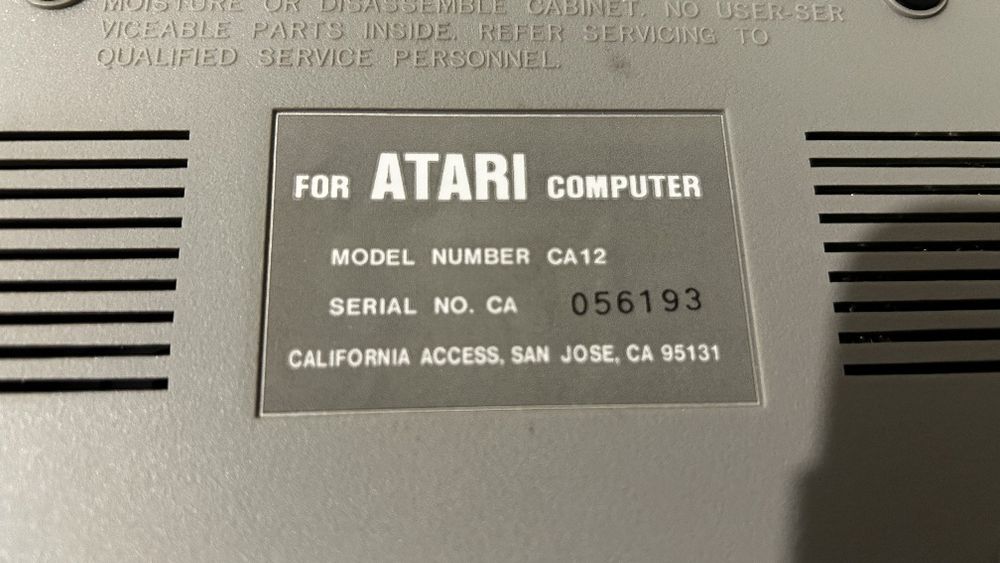 MOISTURE OR DISASSEMBLE CABINET. NO USER-SER
VICEABLE PARTS INSIDE. REFER SERVICING TO
QUALIFIED SERVICE PERSONNEL.
FOR ATARI COMPUTER
MODEL NUMBER CA12
SERIAL NO. CA 056193
CALIFORNIA ACCESS, SAN JOSE, CA 95131